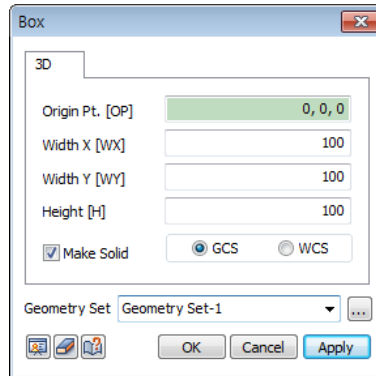 Box
3D
Origin Pt. [OP] 0, 0, 0
Width X [WX] 100
Width Y [WY] 100
Height [H] 100
Make Solid GCS WCS
Geometry Set Geometry Set-1 ...
OK Cancel Apply